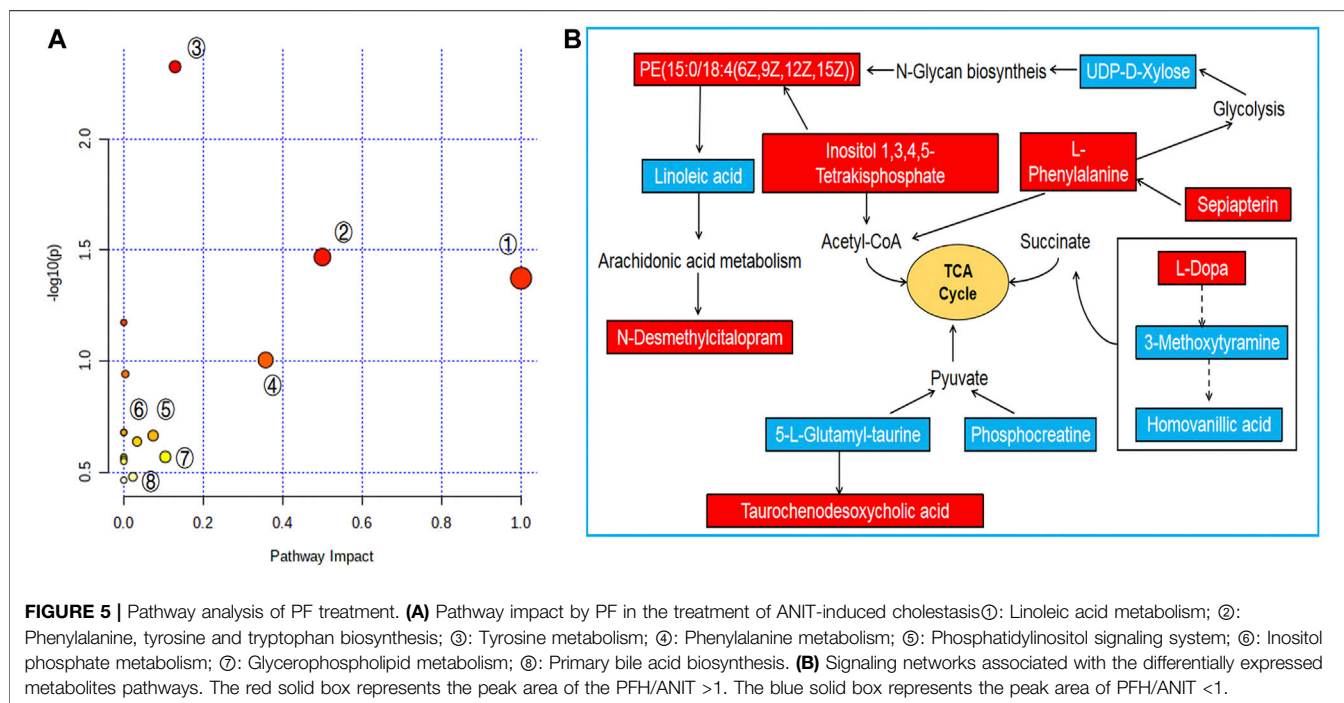 A
③
②
①
④
⑥ ⑤
⑦
⑧
2.0
1.5
1.0
0.5
-log10(p)
0.0 0.2 0.4 0.6 0.8 1.0
Pathway Impact
B
PE(15:0/18:4(6Z,9Z,12Z,15Z))
N-Glycan biosyntheis
UDP-D-Xylose
Glycolysis
Linoleic acid
Inositol 1,3,4,5-
Tetrakisphosphate
L-
Phenylalanine
Sepiapterin
Arachidonic acid metabolism
Acetyl-CoA
Succinate
TCA
Cycle
L-Dopa
3-Methoxytyramine
Homovanillic acid
N-Desmethylcitalopram
Pyuvate
5-L-Glutamyl-taurine
Phosphocreatine
Taurochenodesoxycholic acid
FIGURE 5 | Pathway analysis of PF treatment. (A) Pathway impact by PF in the treatment of ANIT-induced cholestasis①: Linoleic acid metabolism; ②:
Phenylalanine, tyrosine and tryptophan biosynthesis; ③: Tyrosine metabolism; ④: Phenylalanine metabolism; ⑤: Phosphatidylinositol signaling system; ⑥: Inositol
phosphate metabolism; ⑦: Glycerophospholipid metabolism; ⑧: Primary bile acid biosynthesis. (B) Signaling networks associated with the differentially expressed
metabolites pathways. The red solid box represents the peak area of the PFH/ANIT >1. The blue solid box represents the peak area of PFH/ANIT <1.